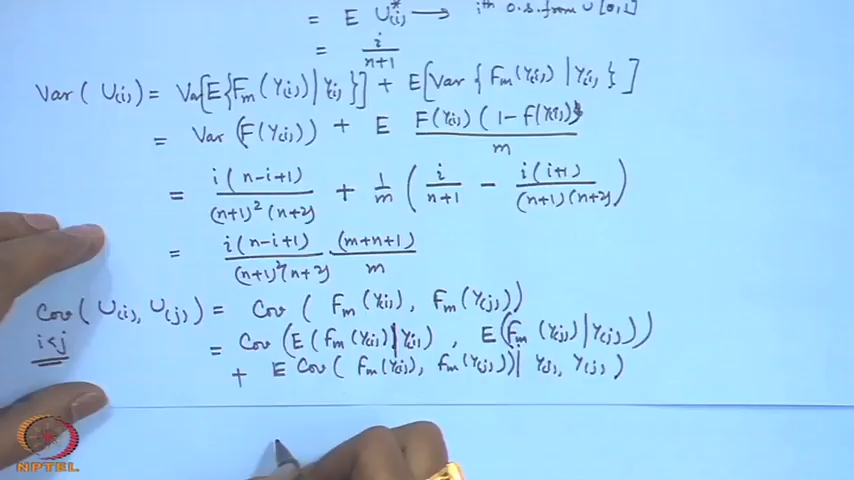 = E U*(i) → ith o.s. from U[0,1]
= i/(n+1)
Var(U(i)) = Var[E{Fm(Y(i))|Y(i)}] + E[Var{Fm(Y(i))|Y(i)}]
= Var(F(Y(i))) + E F(Y(i))(1-F(Y(i)))/m
= i(n-i+1)/((n+1)²(n+2)) + 1/m (i/(n+1) - i(i+1)/((n+1)(n+2)))
= i(n-i+1)/((n+1)²(n+2)) (m+n+1)/m
Cov(U(i), U(j)) = Cov(Fm(Y(i)), Fm(Y(j)))
i<j
= Cov(E(Fm(Y(i))|Y(i)), E(Fm(Y(j))|Y(j)))
+ E Cov(Fm(Y(i)), Fm(Y(j)))|Y(i), Y(j))
NPTEL